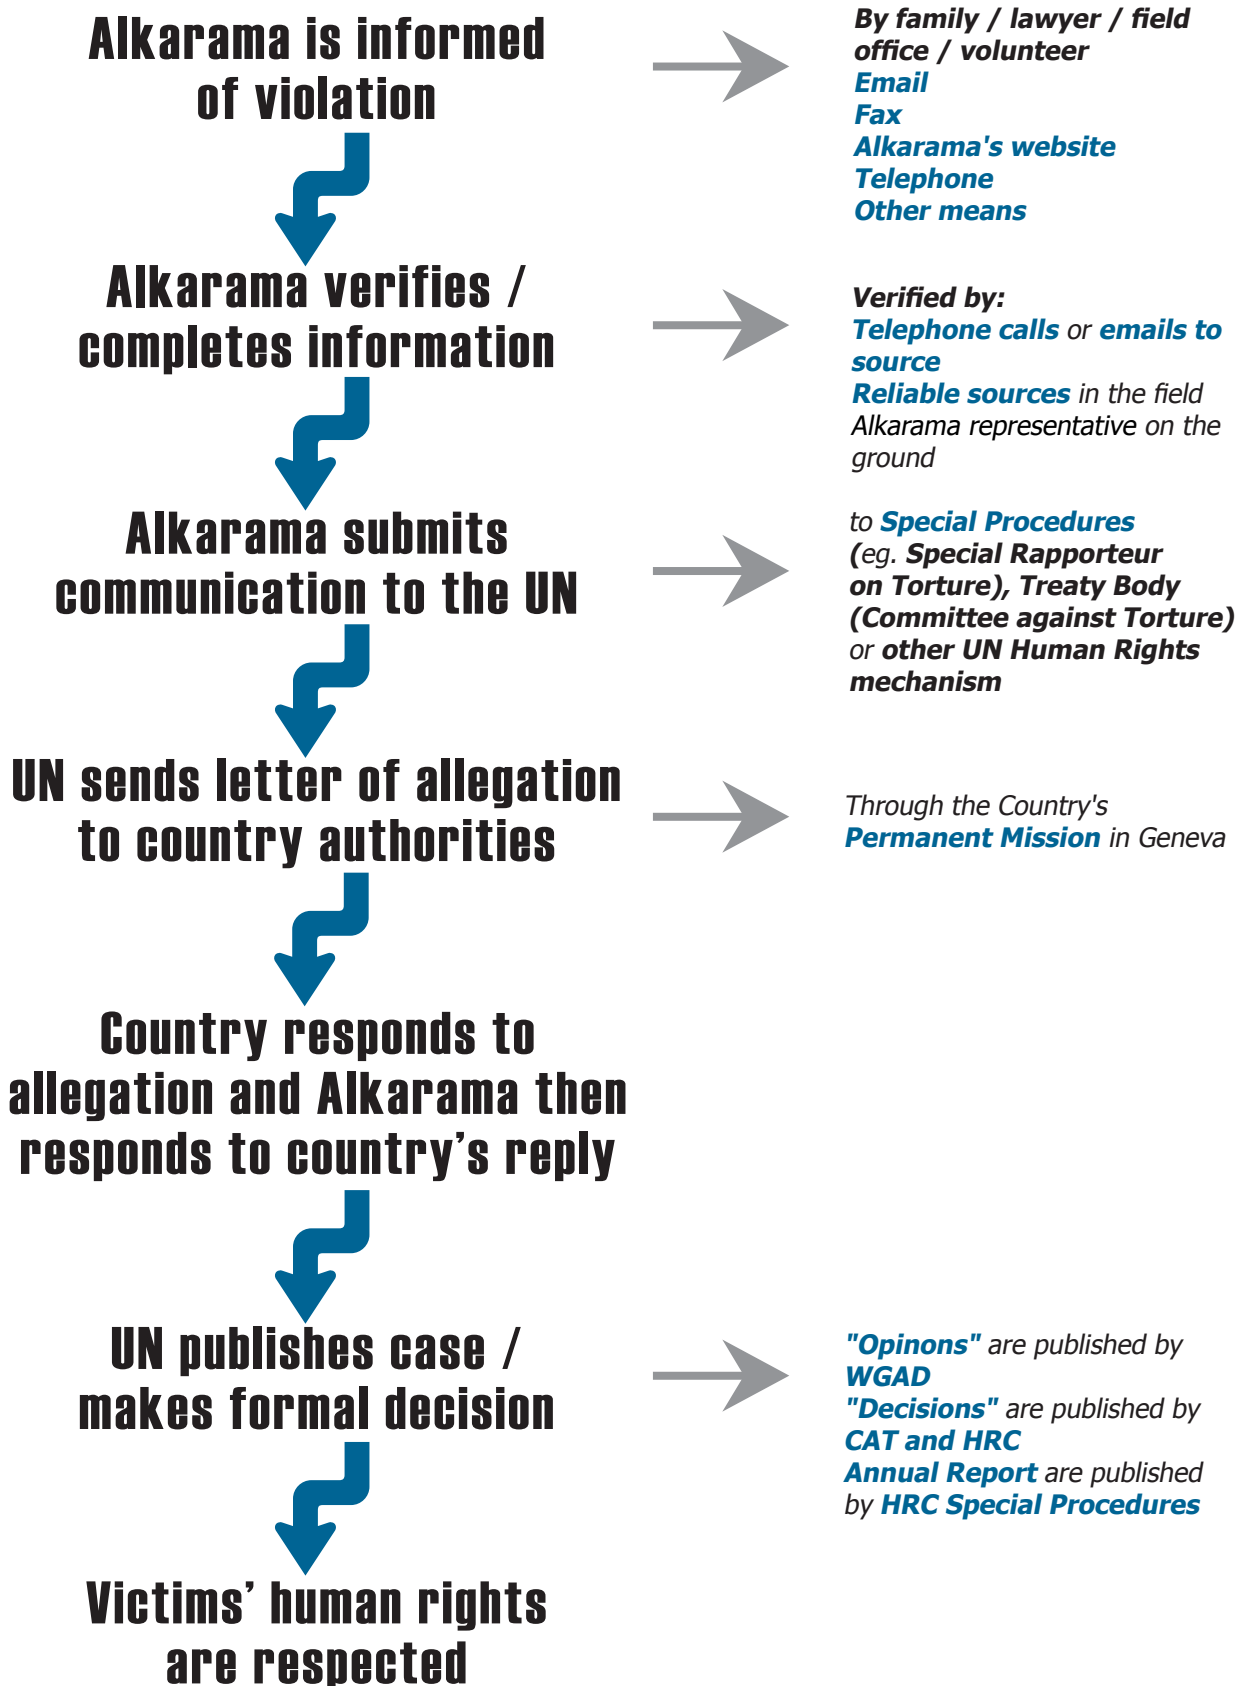 Alkarama is informed
of violation
By family / lawyer / field
office / volunteer
Email
Fax
Alkarama's website
Telephone
Other means
Alkarama verifies /
completes information
Verified by:
Telephone calls or emails to
source
Reliable sources in the field
Alkarama representative on the
ground
Alkarama submits
communication to the UN
to Special Procedures
(eg. Special Rapporteur
on Torture), Treaty Body
(Committee against Torture)
or other UN Human Rights
mechanism
UN sends letter of allegation
to country authorities
Through the Country's
Permanent Mission in Geneva
Country responds to
allegation and Alkarama then
responds to country’s reply
UN publishes case /
makes formal decision
"Opinons" are published by
WGAD
"Decisions" are published by
CAT and HRC
Annual Report are published
by HRC Special Procedures
Victims’ human rights
are respected